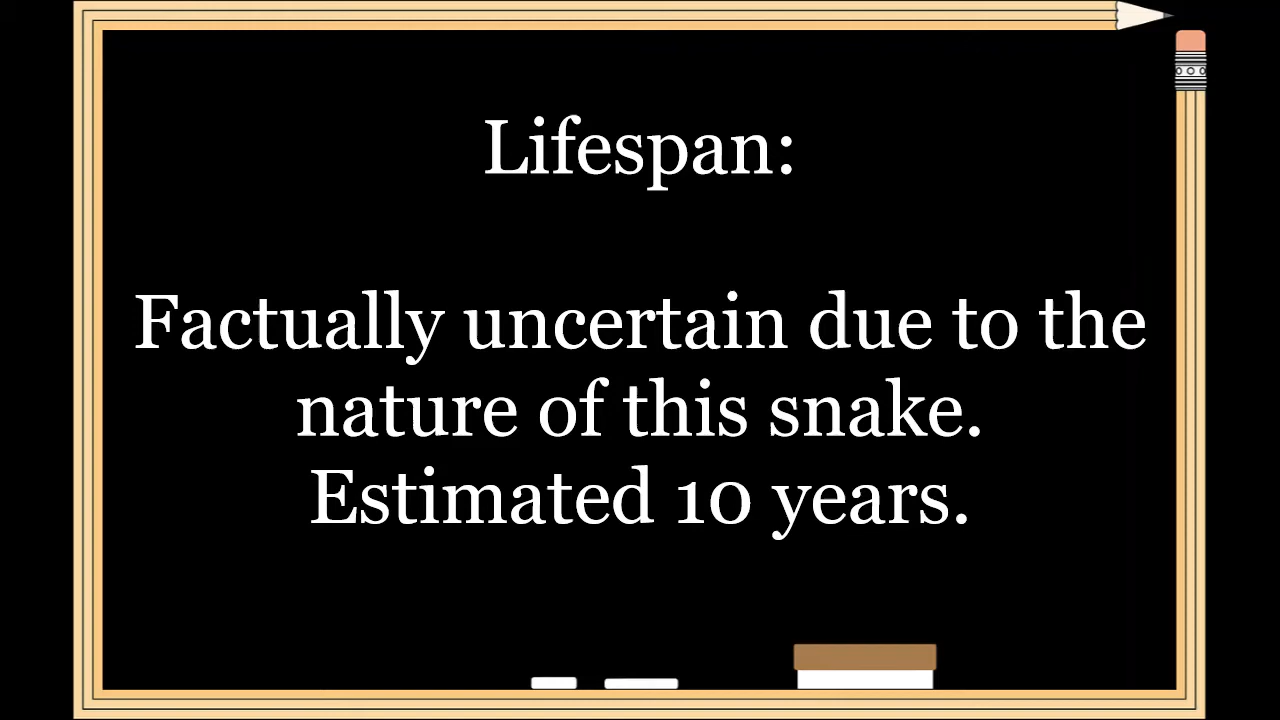 Lifespan:
Factually uncertain due to the
nature of this snake.
Estimated 10 years.